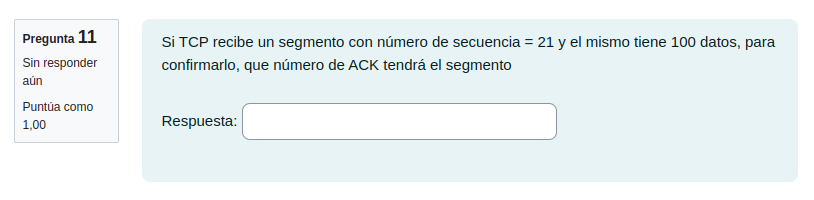 Pregunta 11
Sin responder
aún
Puntúa como
1,00
Si TCP recibe un segmento con número de secuencia = 21 y el mismo tiene 100 datos, para
confirmarlo, que número de ACK tendrá el segmento
Respuesta: